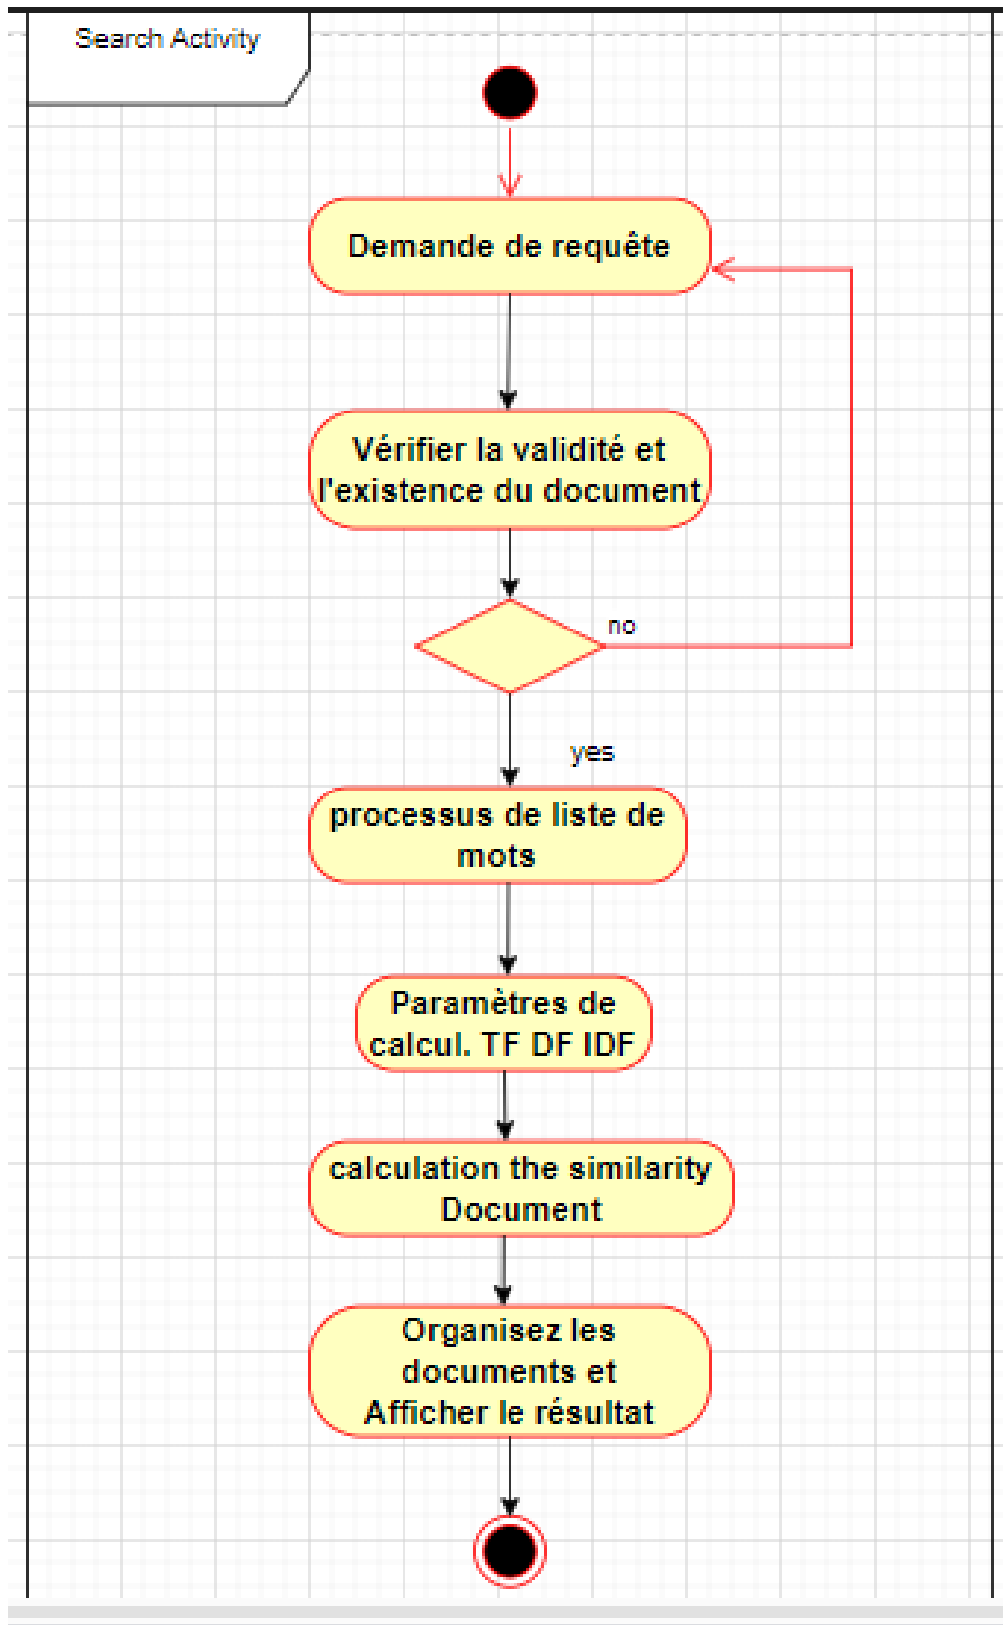 Search Activity
Demande de requête
Vérifier la validité et
l'existence du document
no
yes
processus de liste de
mots
Paramètres de
calcul. TF DF IDF
calculation the similarity
Document
Organisez les
documents et
Afficher le résultat